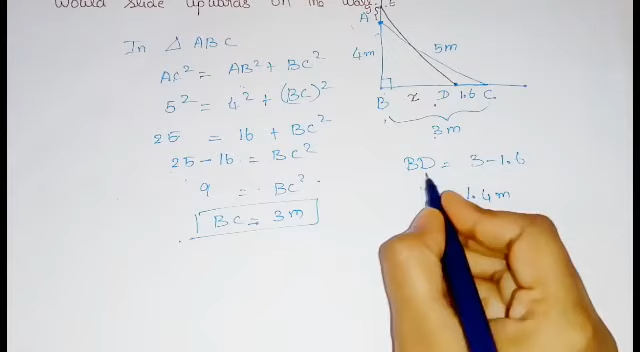 would slide upwards on the wall.
In △ ABC
AC² = AB² + BC²
5² = 4² + (BC)²
25 = 16 + BC²
25 - 16 = BC²
9 = BC²
BC = 3m
E
A
4m
5m
B x D 1.6 C
3m
BD = 3 - 1.6
1.4m